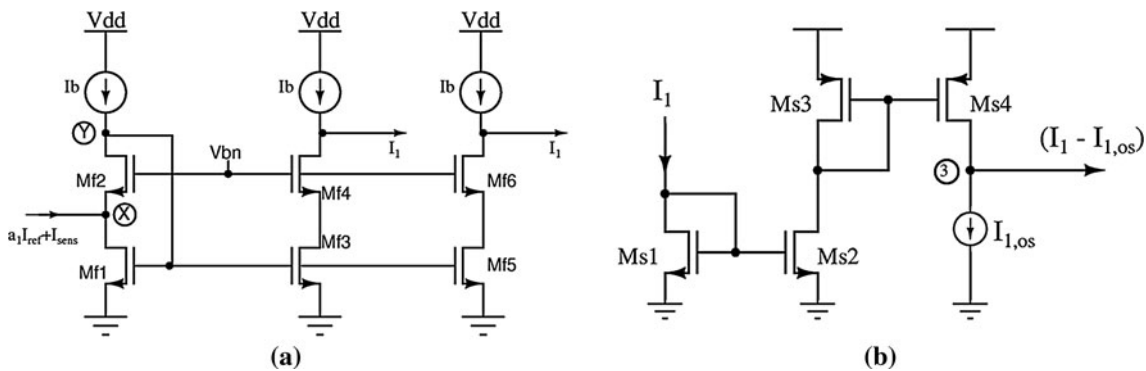 Vdd
Vdd
Vdd
Ib
Ib
Ib
Y
I₁
I₁
Vbn
Mf2
Mf4
Mf6
X
a₁Iref+Isens
Mf1
Mf3
Mf5
(a)
I₁
Ms3
Ms4
(I₁ - I₁,os)
3
I₁,os
Ms1
Ms2
(b)